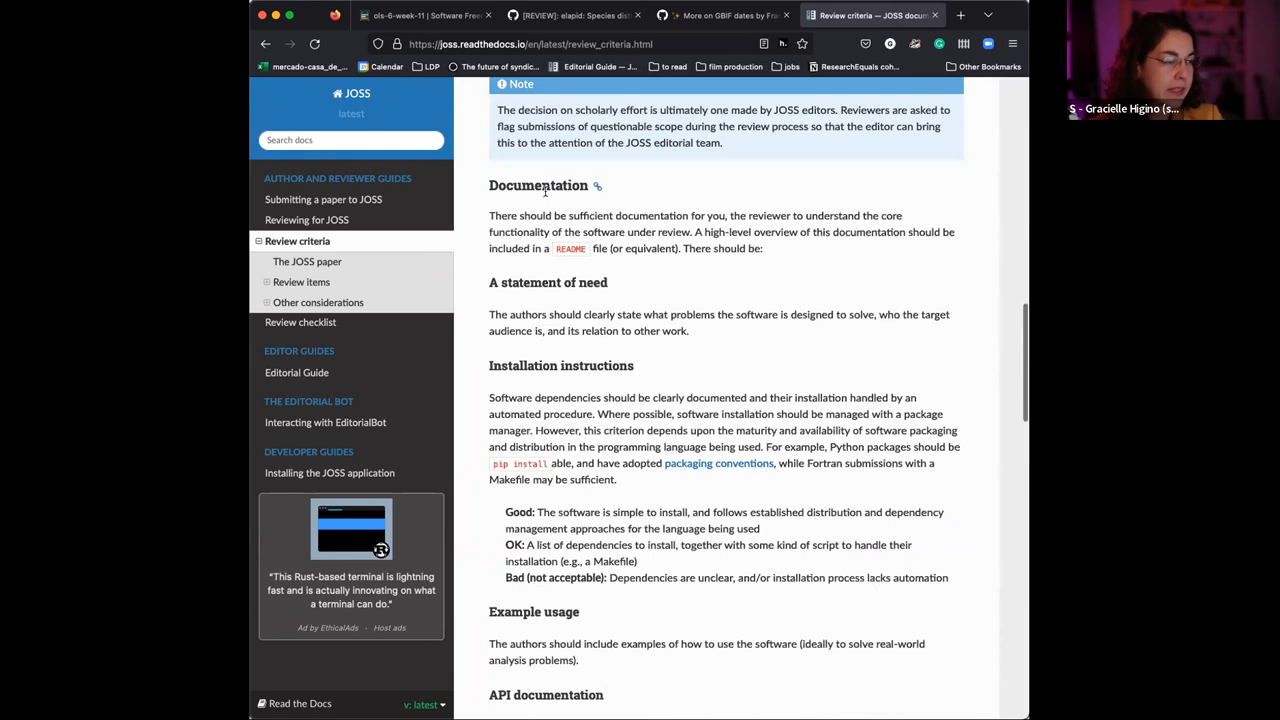 ols-6-week-11 | Software Free
[REVIEW]: elapid: Species dist
✨ More on GBIF dates by Fra
Review criteria — JOSS docum
https://joss.readthedocs.io/en/latest/review_criteria.html
mercado-casa_de_...
Calendar
LDP
The future of syndic...
Editorial Guide — Jo...
to read
film production
jobs
ResearchEquals coh...
Other Bookmarks
S - Gracielle Higino (s...
JOSS
latest
Search docs
AUTHOR AND REVIEWER GUIDES
Submitting a paper to JOSS
Reviewing for JOSS
Review criteria
The JOSS paper
Review items
Other considerations
Review checklist
EDITOR GUIDES
Editorial Guide
THE EDITORIAL BOT
Interacting with EditorialBot
DEVELOPER GUIDES
Installing the JOSS application
"This Rust-based terminal is lightning
fast and is actually innovating on what
a terminal can do."
Ad by EthicalAds · Host ads
Read the Docs
v: latest
Note
The decision on scholarly effort is ultimately one made by JOSS editors. Reviewers are asked to
flag submissions of questionable scope during the review process so that the editor can bring
this to the attention of the JOSS editorial team.
Documentation
There should be sufficient documentation for you, the reviewer to understand the core
functionality of the software under review. A high-level overview of this documentation should be
included in a README file (or equivalent). There should be:
A statement of need
The authors should clearly state what problems the software is designed to solve, who the target
audience is, and its relation to other work.
Installation instructions
Software dependencies should be clearly documented and their installation handled by an
automated procedure. Where possible, software installation should be managed with a package
manager. However, this criterion depends upon the maturity and availability of software packaging
and distribution in the programming language being used. For example, Python packages should be
pip install able, and have adopted packaging conventions, while Fortran submissions with a
Makefile may be sufficient.
Good: The software is simple to install, and follows established distribution and dependency
management approaches for the language being used
OK: A list of dependencies to install, together with some kind of script to handle their
installation (e.g., a Makefile)
Bad (not acceptable): Dependencies are unclear, and/or installation process lacks automation
Example usage
The authors should include examples of how to use the software (ideally to solve real-world
analysis problems).
API documentation